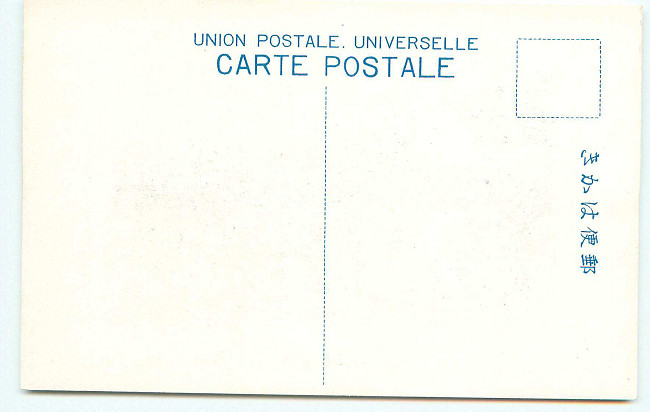 UNION POSTALE. UNIVERSELLE
CARTE POSTALE
郵便はかき